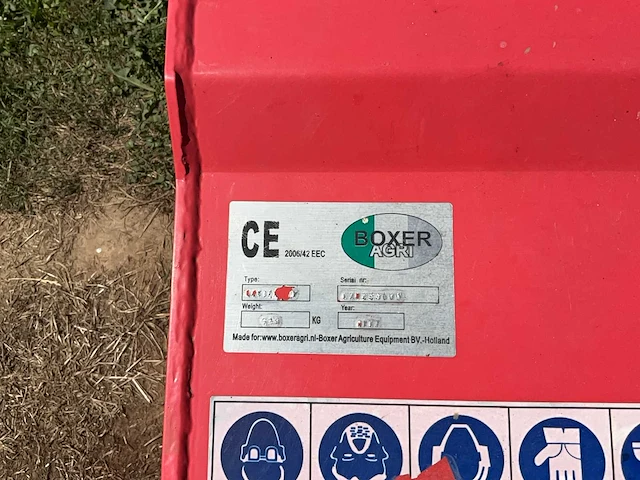 CE 2006/42 EEC
BOXER
AGRI
Type:
Serial nr:
Weight:
KG
Year:
Made for:www.boxeragri.nl-Boxer Agriculture Equipment BV.-Holland